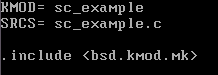 KMOD= sc_example
SRCS= sc_example.c
.include <bsd.kmod.mk>